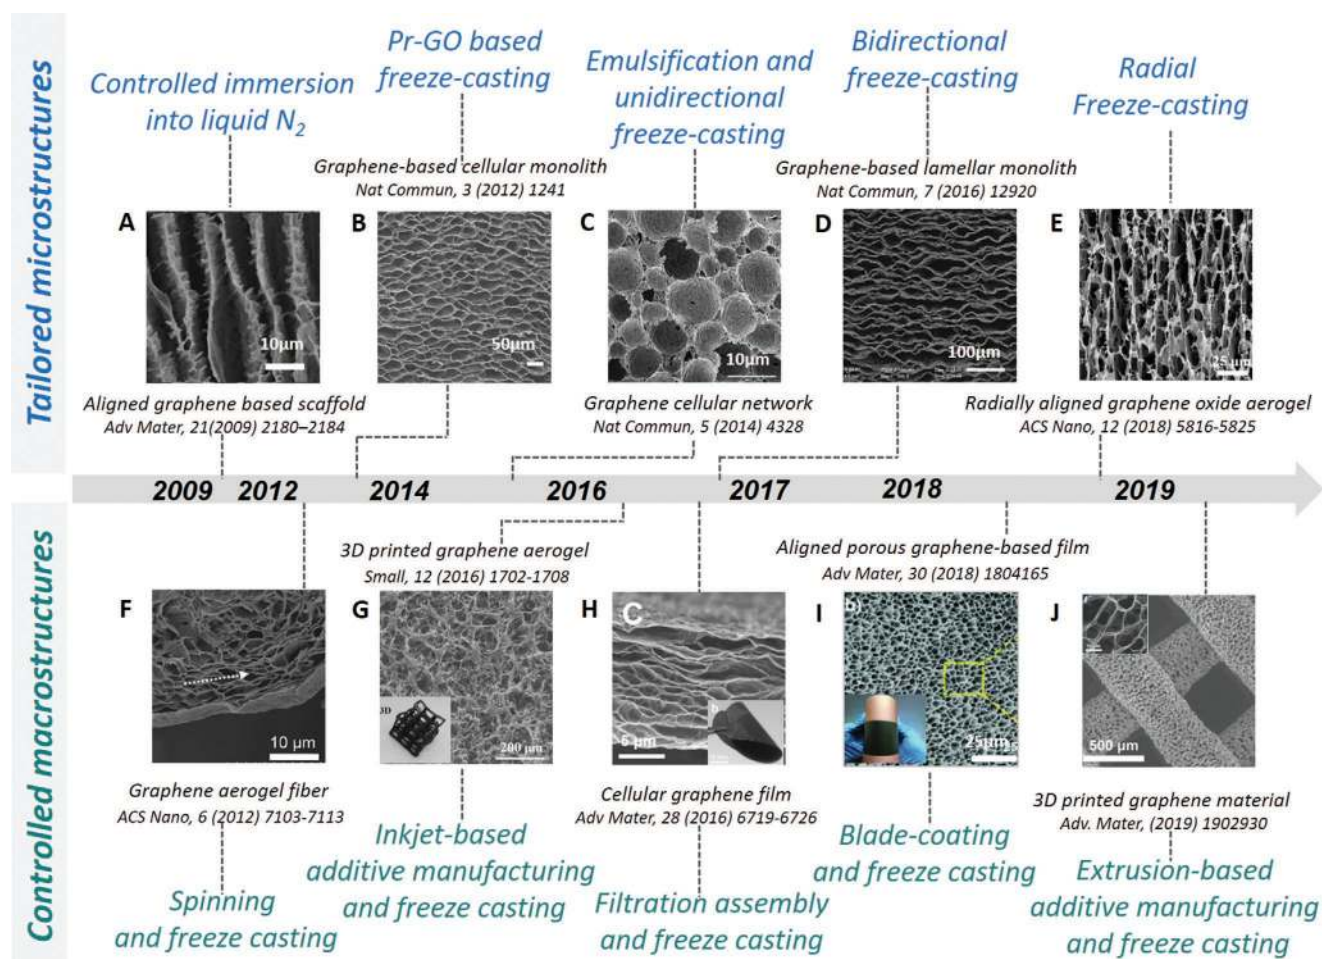 Tailored microstructures
Controlled immersion
into liquid N2
Pr-GO based
freeze-casting
Emulsification and
unidirectional
freeze-casting
Bidirectional
freeze-casting
Radial
Freeze-casting
Graphene-based cellular monolith
Nat Commun, 3 (2012) 1241
Graphene-based lamellar monolith
Nat Commun, 7 (2016) 12920
A
10μm
B
50μm
C
10μm
D
100μm
E
25 μm
Aligned graphene based scaffold
Adv Mater, 21(2009) 2180–2184
Graphene cellular network
Nat Commun, 5 (2014) 4328
Radially aligned graphene oxide aerogel
ACS Nano, 12 (2018) 5816-5825
2009 2012 2014 2016 2017 2018 2019
Controlled macrostructures
3D printed graphene aerogel
Small, 12 (2016) 1702-1708
Aligned porous graphene-based film
Adv Mater, 30 (2018) 1804165
F
10 μm
G
3D
200 μm
H
C
b
5 μm
I
b)
25μm
J
500 μm
Graphene aerogel fiber
ACS Nano, 6 (2012) 7103-7113
Cellular graphene film
Adv Mater, 28 (2016) 6719-6726
3D printed graphene material
Adv. Mater, (2019) 1902930
Spinning
and freeze casting
Inkjet-based
additive manufacturing
and freeze casting
Filtration assembly
and freeze casting
Blade-coating
and freeze casting
Extrusion-based
additive manufacturing
and freeze casting